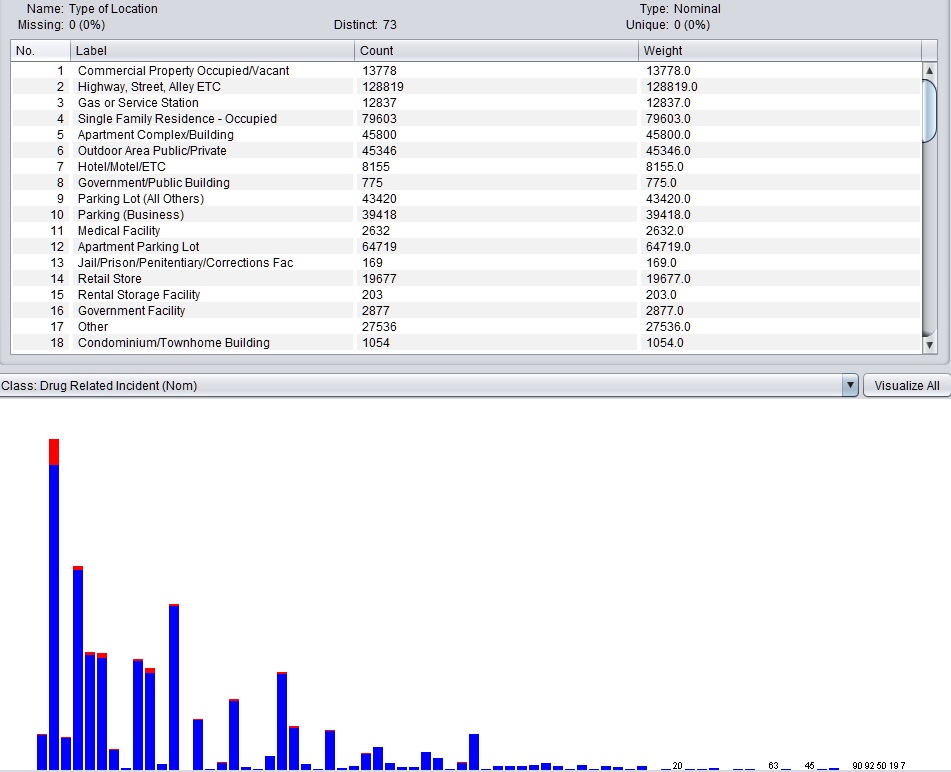 Name: Type of Location Type: Nominal
Missing: 0 (0%) Distinct: 73 Unique: 0 (0%)
No. Label Count Weight
1 Commercial Property Occupied/Vacant 13778 13778.0
2 Highway, Street, Alley ETC 128819 128819.0
3 Gas or Service Station 12837 12837.0
4 Single Family Residence - Occupied 79603 79603.0
5 Apartment Complex/Building 45800 45800.0
6 Outdoor Area Public/Private 45346 45346.0
7 Hotel/Motel/ETC 8155 8155.0
8 Government/Public Building 775 775.0
9 Parking Lot (All Others) 43420 43420.0
10 Parking (Business) 39418 39418.0
11 Medical Facility 2632 2632.0
12 Apartment Parking Lot 64719 64719.0
13 Jail/Prison/Penitentiary/Corrections Fac 169 169.0
14 Retail Store 19677 19677.0
15 Rental Storage Facility 203 203.0
16 Government Facility 2877 2877.0
17 Other 27536 27536.0
18 Condominium/Townhome Building 1054 1054.0
Class: Drug Related Incident (Nom) Visualize All
20 63 45 90 92 50 19 7